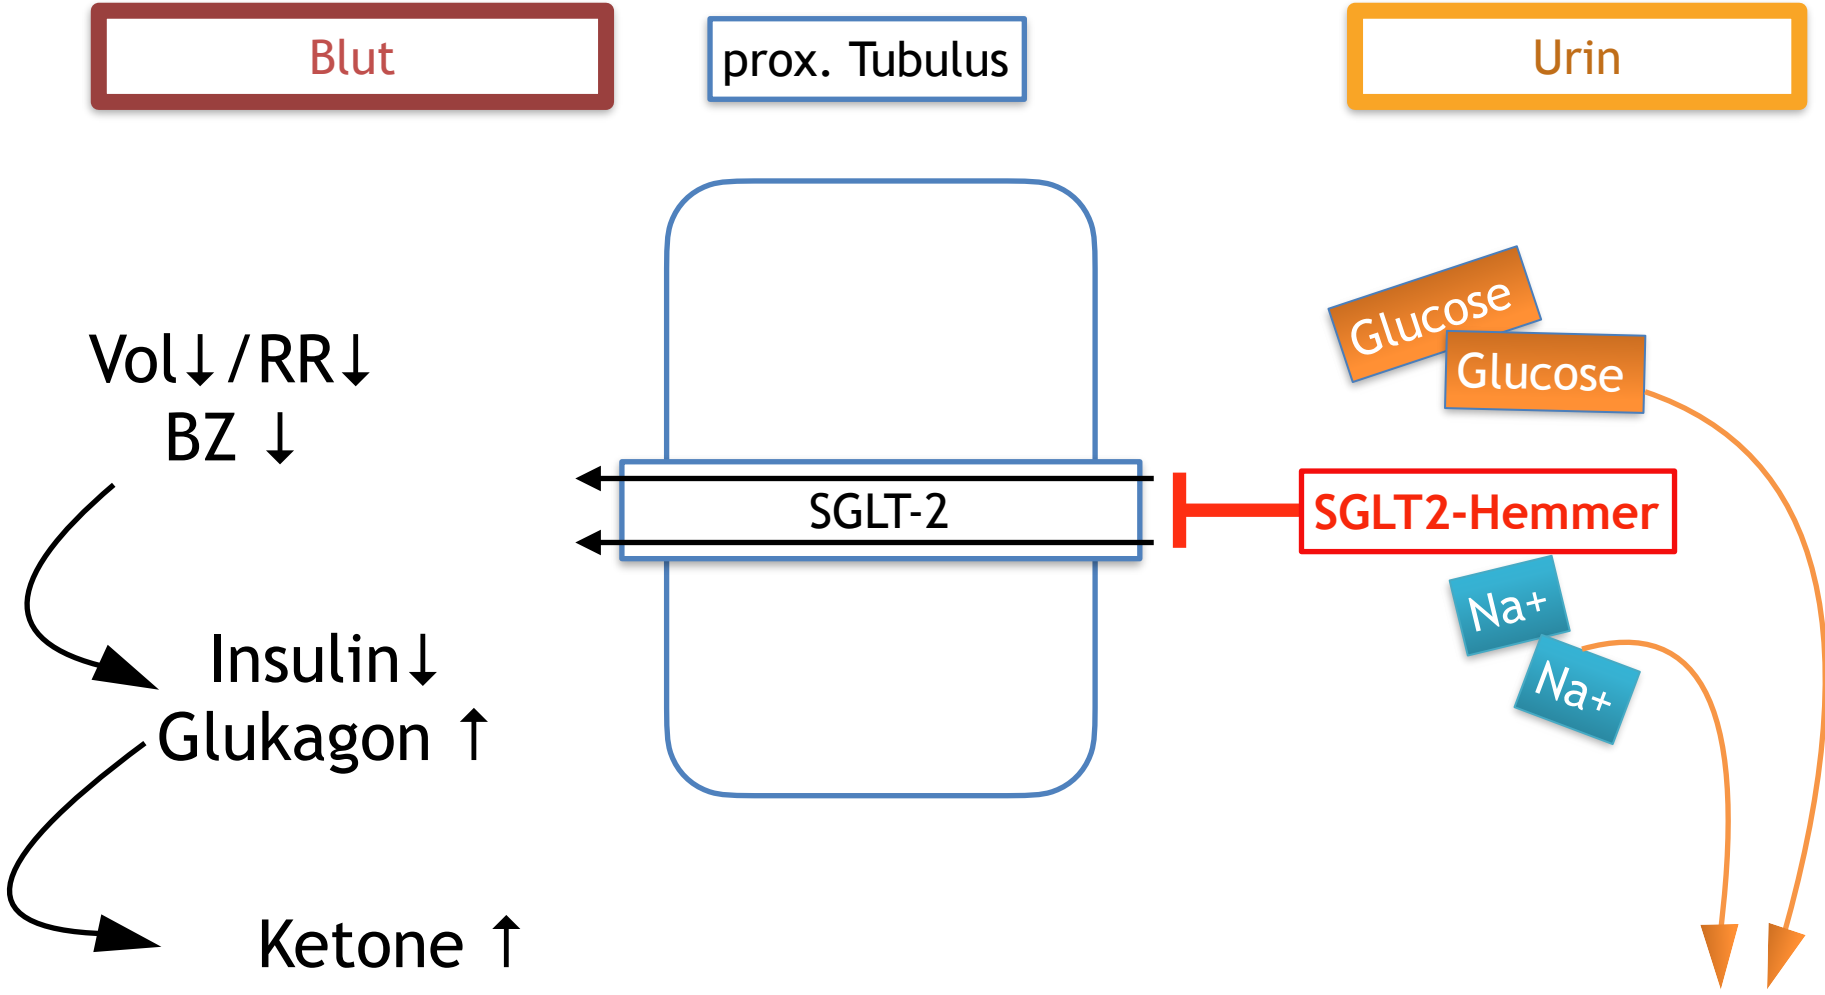 Blut
prox. Tubulus
Urin
Vol↓/RR↓
BZ ↓
Insulin↓
Glukagon ↑
Ketone ↑
SGLT-2
Glucose
Glucose
SGLT2-Hemmer
Na+
Na+